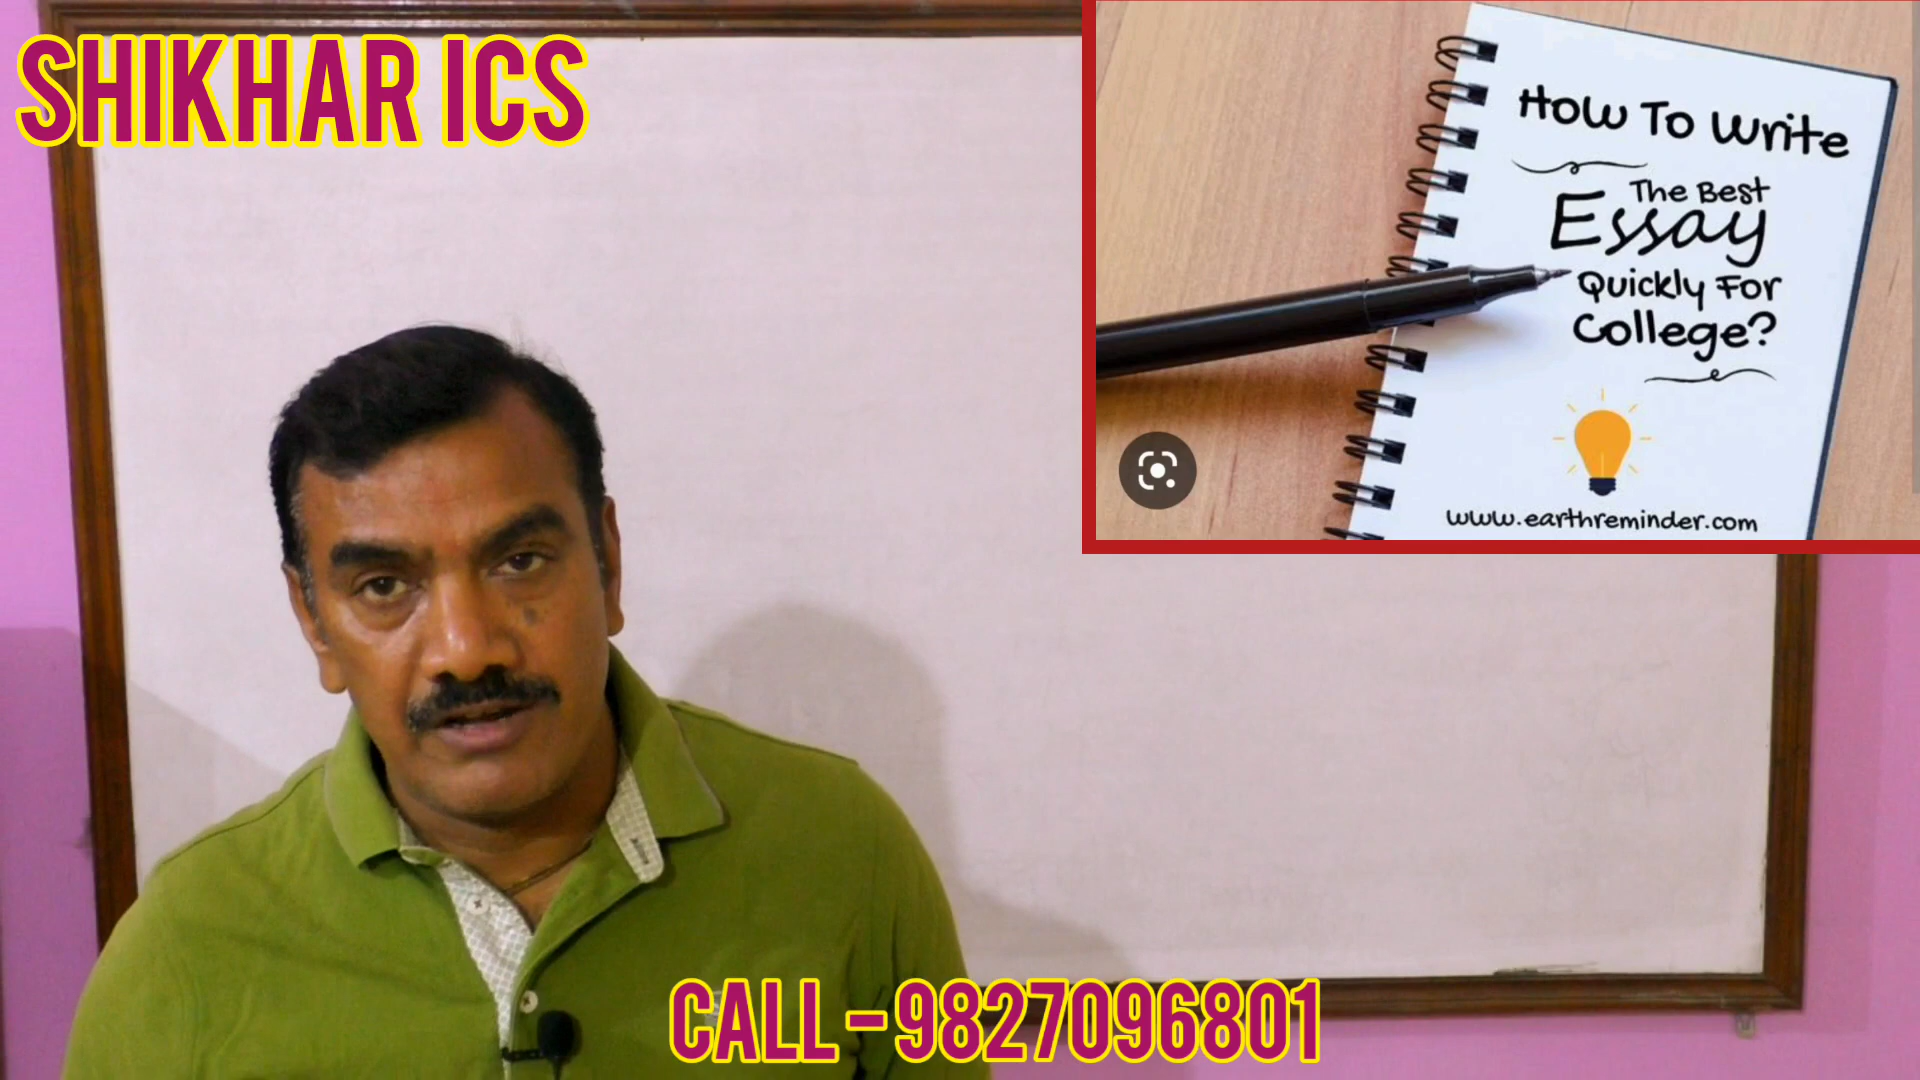 SHIKHAR ICS
How To Write
The Best
Essay
Quickly For
College?
www.earthreminder.com
CALL - 9827096801